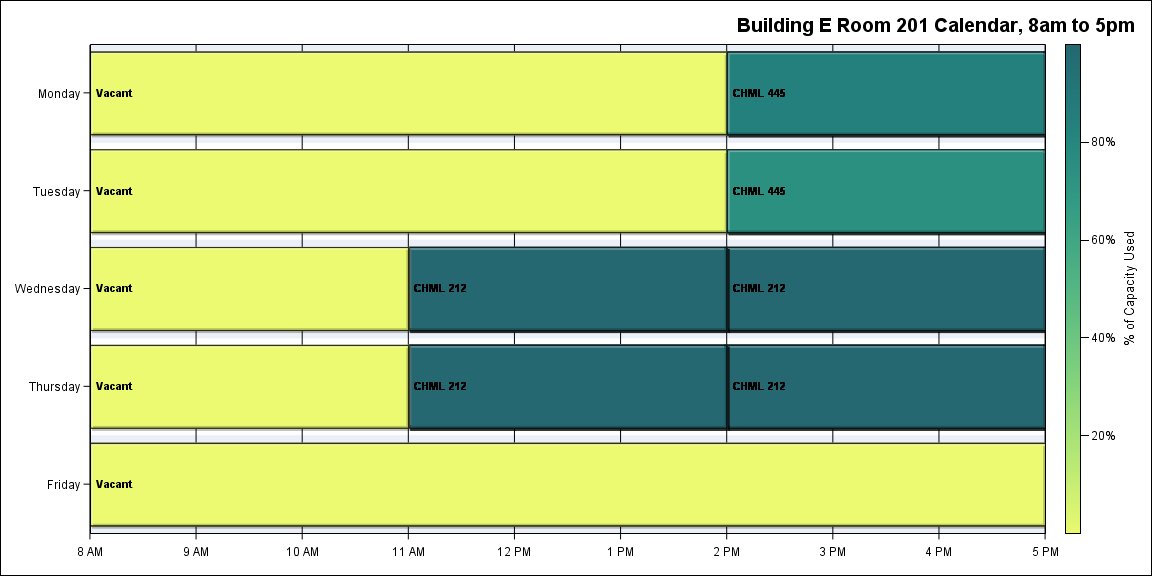 Building E Room 201 Calendar, 8am to 5pm
Monday
Vacant
CHML 445
Tuesday
Vacant
CHML 445
Wednesday
Vacant
CHML 212
CHML 212
Thursday
Vacant
CHML 212
CHML 212
Friday
Vacant
8 AM
9 AM
10 AM
11 AM
12 PM
1 PM
2 PM
3 PM
4 PM
5 PM
80%
60%
40%
20%
% of Capacity Used